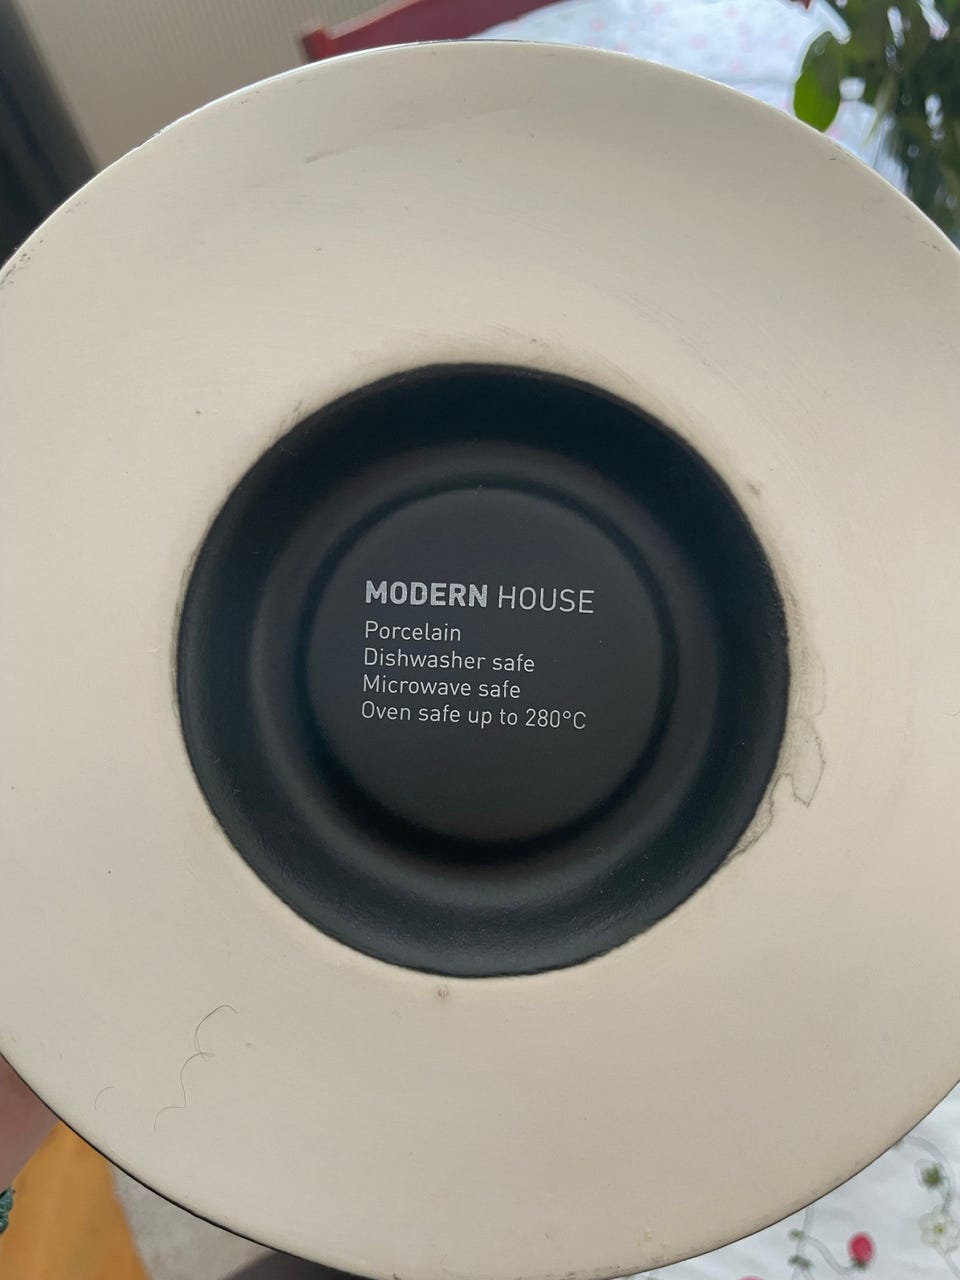 MODERN HOUSE
Porcelain
Dishwasher safe
Microwave safe
Oven safe up to 280°C